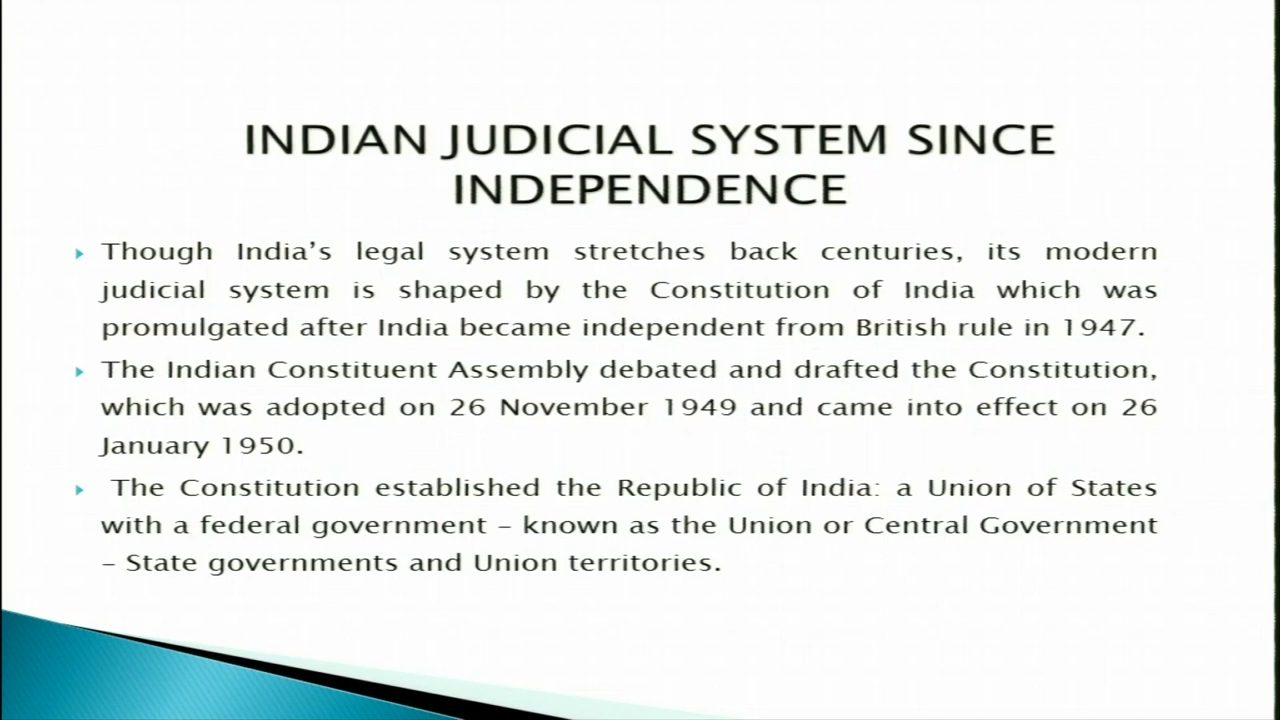 INDIAN JUDICIAL SYSTEM SINCE
INDEPENDENCE
Though India’s legal system stretches back centuries, its modern
judicial system is shaped by the Constitution of India which was
promulgated after India became independent from British rule in 1947.
The Indian Constituent Assembly debated and drafted the Constitution,
which was adopted on 26 November 1949 and came into effect on 26
January 1950.
The Constitution established the Republic of India: a Union of States
with a federal government – known as the Union or Central Government
– State governments and Union territories.